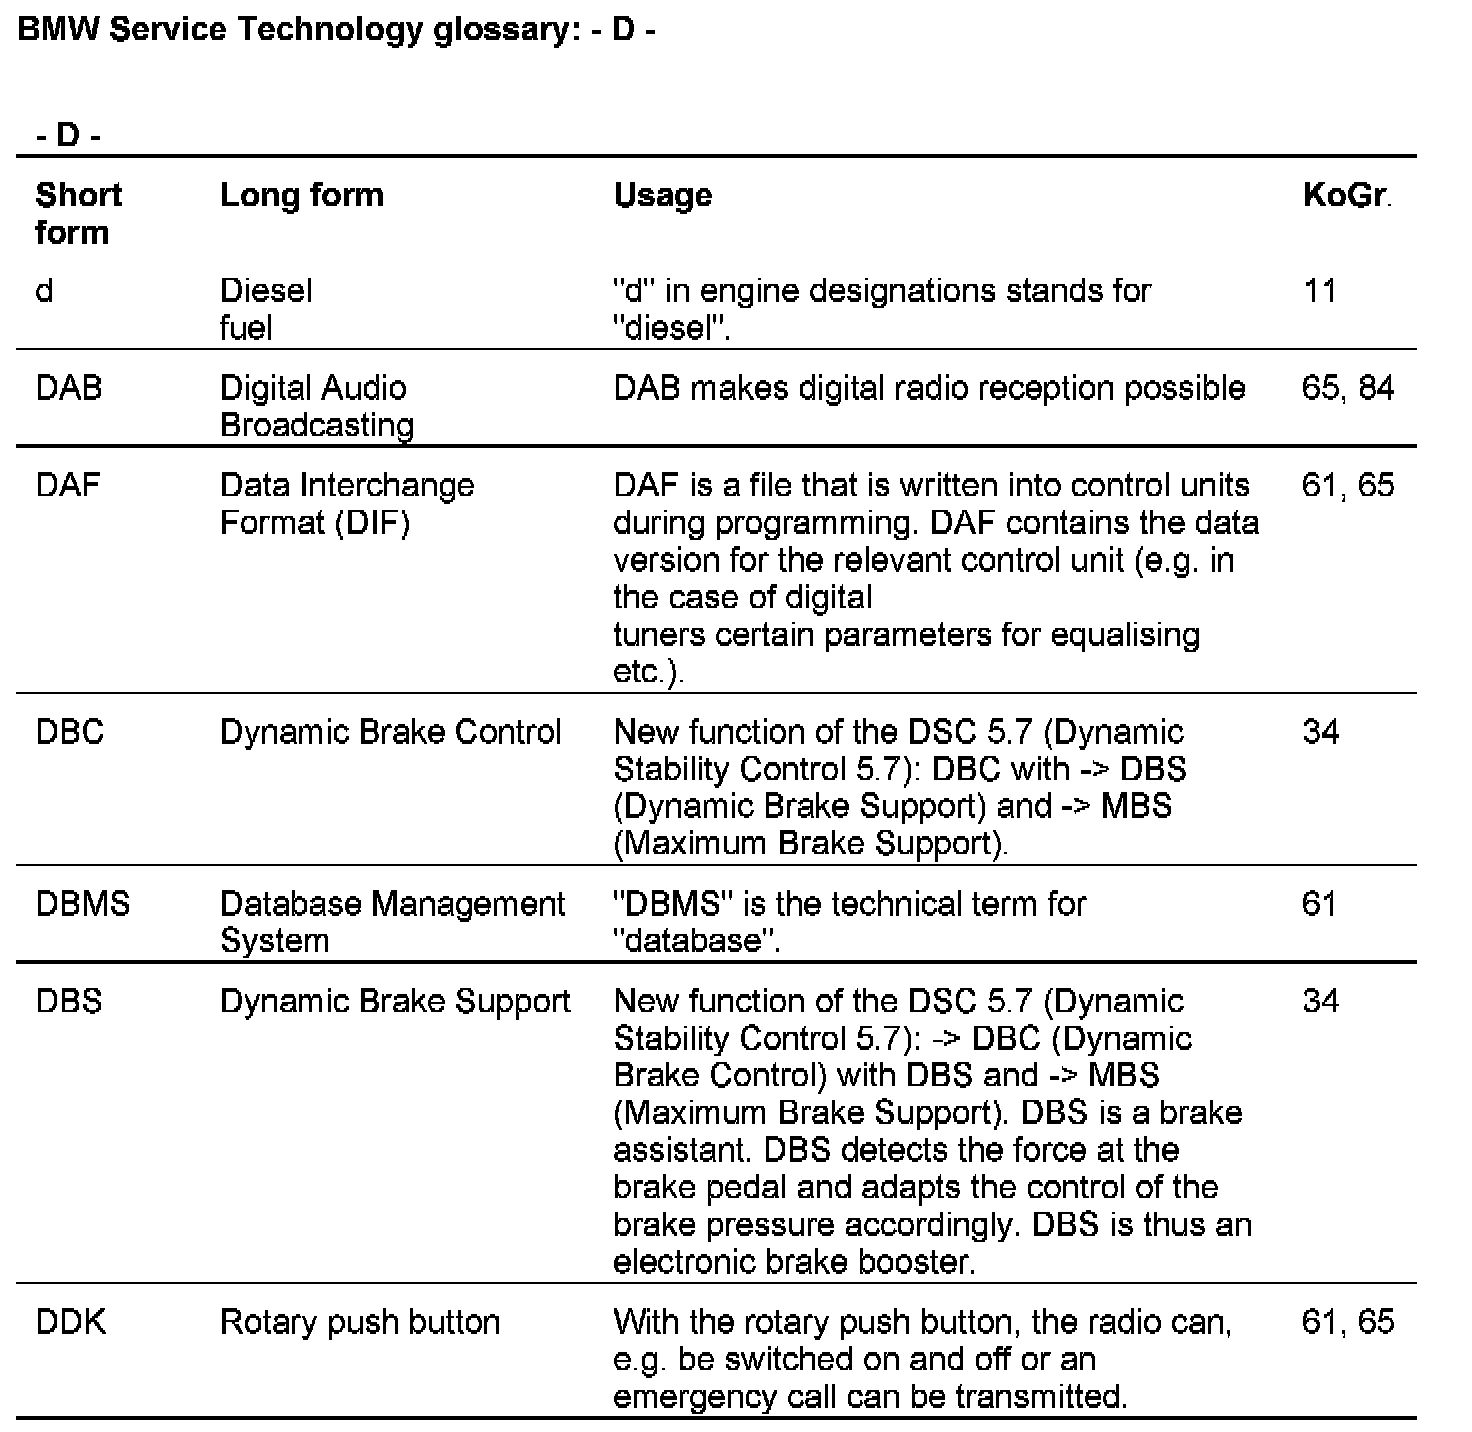 BMW Service Technology glossary: - D -
- D -
Short form Long form Usage KoGr.
d Diesel fuel "d" in engine designations stands for "diesel". 11
DAB Digital Audio Broadcasting DAB makes digital radio reception possible 65, 84
DAF Data Interchange Format (DIF) DAF is a file that is written into control units during programming. DAF contains the data version for the relevant control unit (e.g. in the case of digital tuners certain parameters for equalising etc.). 61, 65
DBC Dynamic Brake Control New function of the DSC 5.7 (Dynamic Stability Control 5.7): DBC with -> DBS (Dynamic Brake Support) and -> MBS (Maximum Brake Support). 34
DBMS Database Management System "DBMS" is the technical term for "database". 61
DBS Dynamic Brake Support New function of the DSC 5.7 (Dynamic Stability Control 5.7): -> DBC (Dynamic Brake Control) with DBS and -> MBS (Maximum Brake Support). DBS is a brake assistant. DBS detects the force at the brake pedal and adapts the control of the brake pressure accordingly. DBS is thus an electronic brake booster. 34
DDK Rotary push button With the rotary push button, the radio can, e.g. be switched on and off or an emergency call can be transmitted. 61, 65